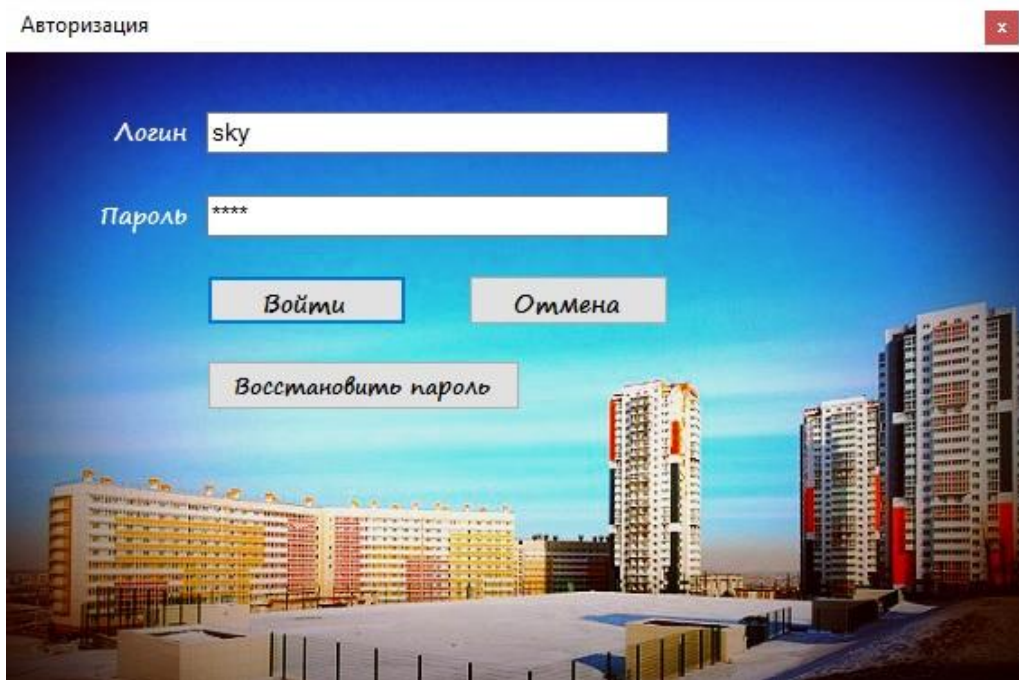 Авторизация x
Логин sky
Пароль ****
Войти Отмена
Восстановить пароль